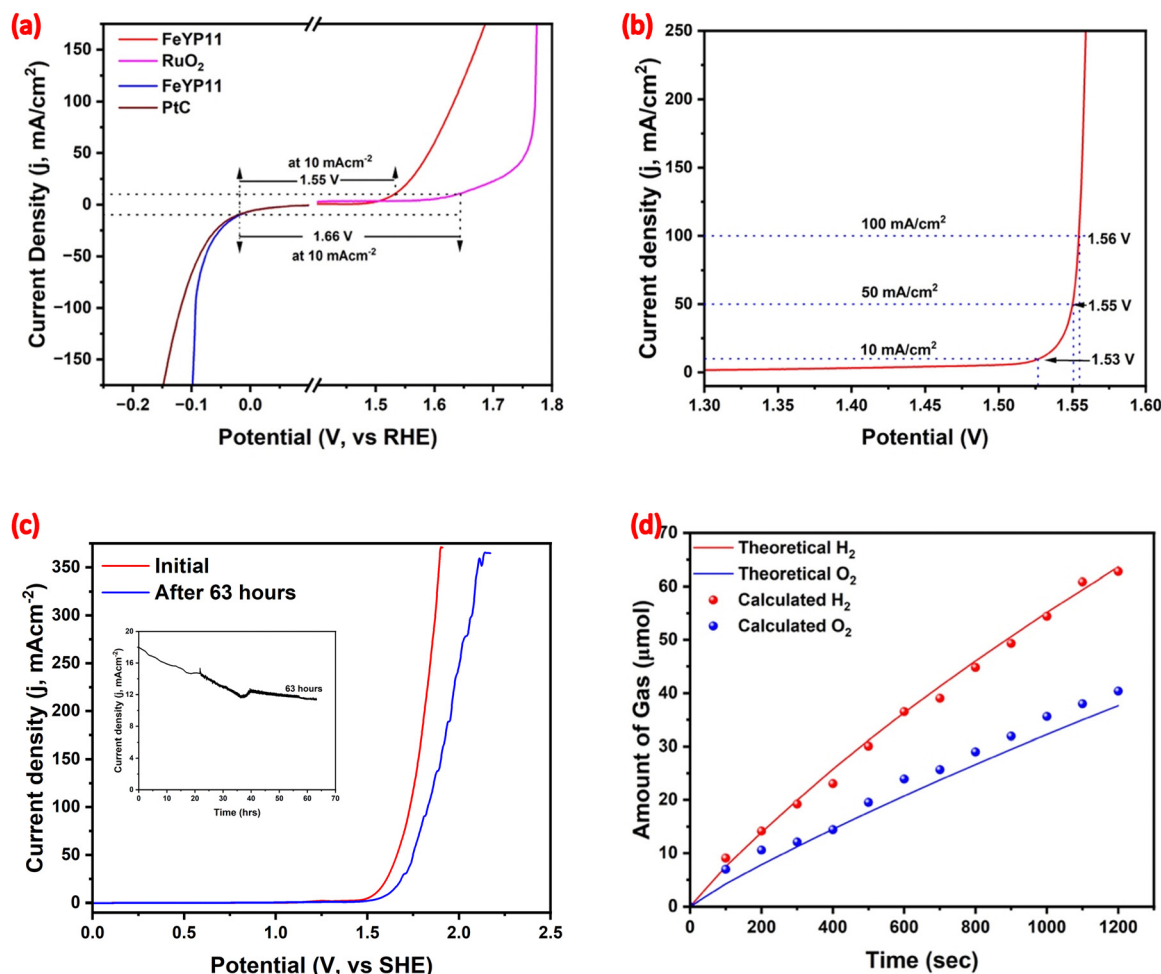 (a)
FeYP11
RuO2
FeYP11
PtC
at 10 mAcm-2
1.55 V
1.66 V
at 10 mAcm-2
150
100
50
0
−50
−100
−150
−0.2
−0.1
0.0
1.5
1.6
1.7
1.8
Current Density (j, mA/cm2)
Potential (V, vs RHE)
(b)
250
200
150
100
50
0
100 mA/cm2
1.56 V
50 mA/cm2
1.55 V
10 mA/cm2
1.53 V
1.30
1.40
1.50
1.55
1.60
Current density (j, mA/cm2)
Potential (V)
(c)
Initial
After 63 hours
350
300
250
200
150
100
50
0
0.0
0.5
1.0
1.5
2.0
2.5
Current density (j, mAcm-2)
Potential (V, vs SHE)
20
16
12
8
4
0
63 hours
0
10
20
30
40
50
60
70
Current density (j, mAcm-2)
Time (hrs)
(d)
Theoretical H2
Theoretical O2
Calculated H2
Calculated O2
70
60
50
40
30
20
10
0
0
200
400
600
800
1000
1200
Amount of Gas (μmol)
Time (sec)